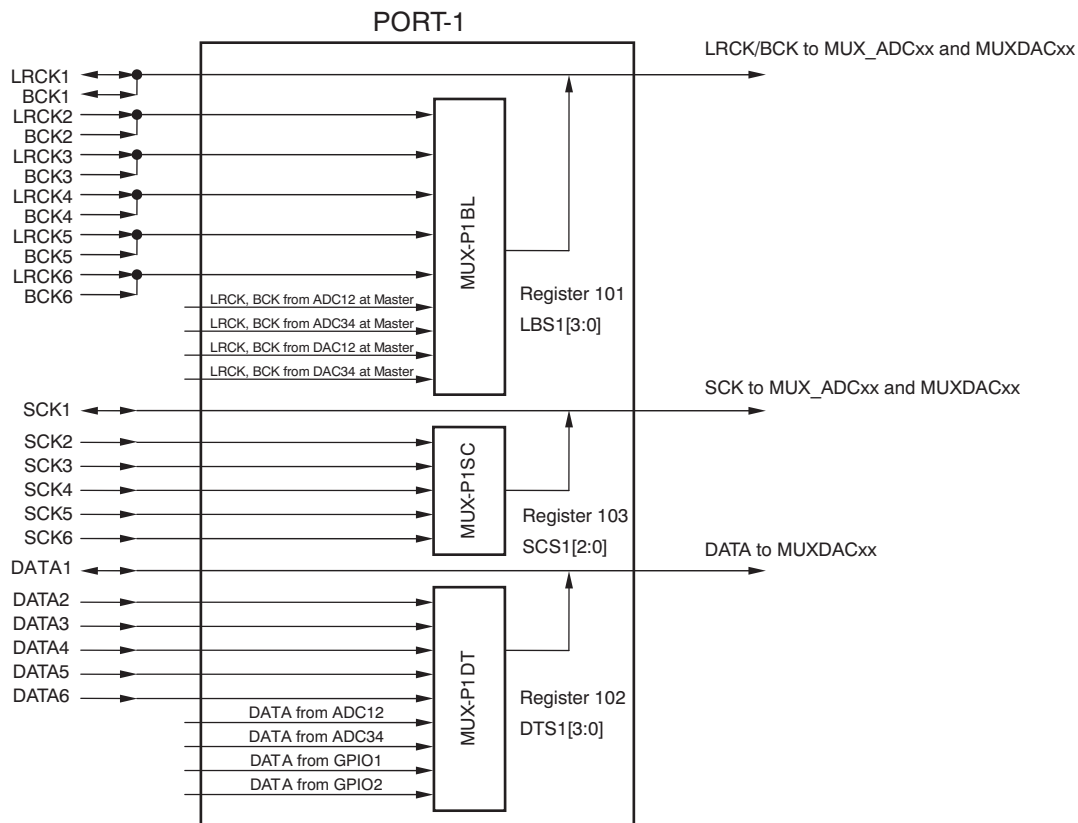 PORT-1
LRCK/BCK to MUX_ADCxx and MUXDACxx
LRCK1
BCK1
LRCK2
BCK2
LRCK3
BCK3
LRCK4
BCK4
LRCK5
BCK5
LRCK6
BCK6
LRCK, BCK from ADC12 at Master
LRCK, BCK from ADC34 at Master
LRCK, BCK from DAC12 at Master
LRCK, BCK from DAC34 at Master
MUX-P1BL
Register 101
LBS1[3:0]
SCK to MUX_ADCxx and MUXDACxx
SCK1
SCK2
SCK3
SCK4
SCK5
SCK6
MUX-P1SC
Register 103
SCS1[2:0]
DATA to MUXDACxx
DATA1
DATA2
DATA3
DATA4
DATA5
DATA6
DATA from ADC12
DATA from ADC34
DATA from GPIO1
DATA from GPIO2
MUX-P1DT
Register 102
DTS1[3:0]